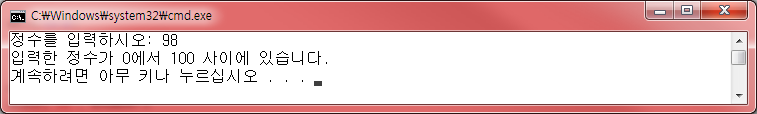 C:₩Windows₩system32₩cmd.exe
정수를 입력하시오: 98
입력한 정수가 0에서 100 사이에 있습니다.
계속하려면 아무 키나 누르십시오 . . .